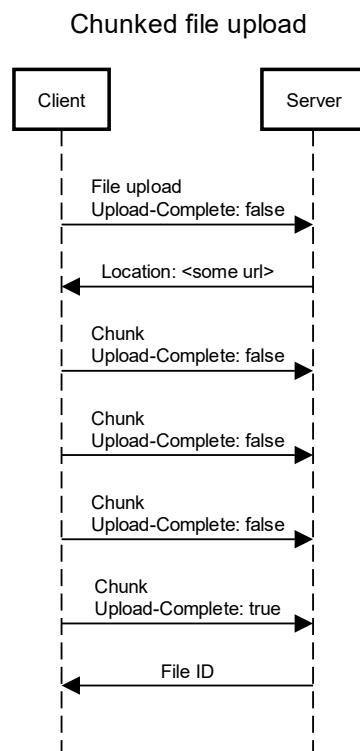 Chunked file upload
Client
Server
File upload
Upload-Complete: false
Location: <some url>
Chunk
Upload-Complete: false
Chunk
Upload-Complete: false
Chunk
Upload-Complete: false
Chunk
Upload-Complete: true
File ID